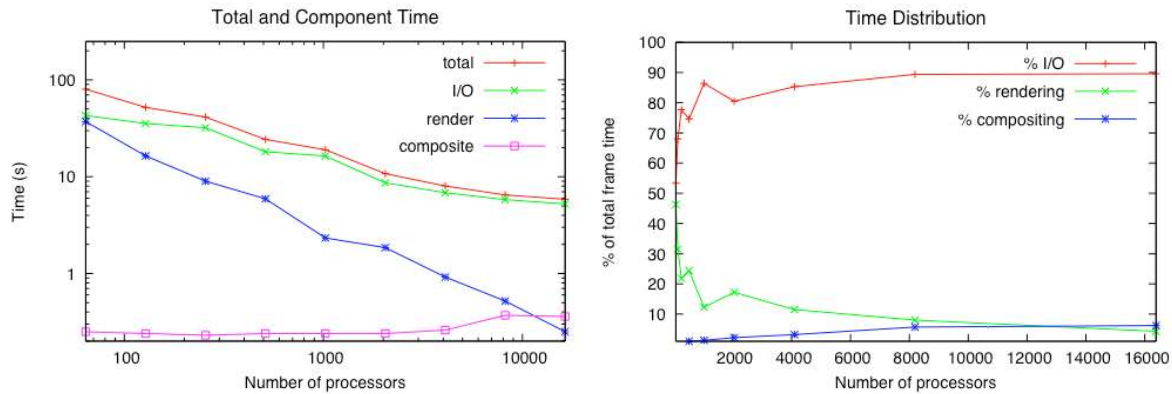 Total and Component Time
total
I/O
render
composite
100
10
1
Time (s)
100
1000
10000
Number of processors
Time Distribution
% I/O
% rendering
% compositing
100
90
80
70
60
50
40
30
20
10
% of total frame time
2000 4000 6000 8000 10000 12000 14000 16000
Number of processors